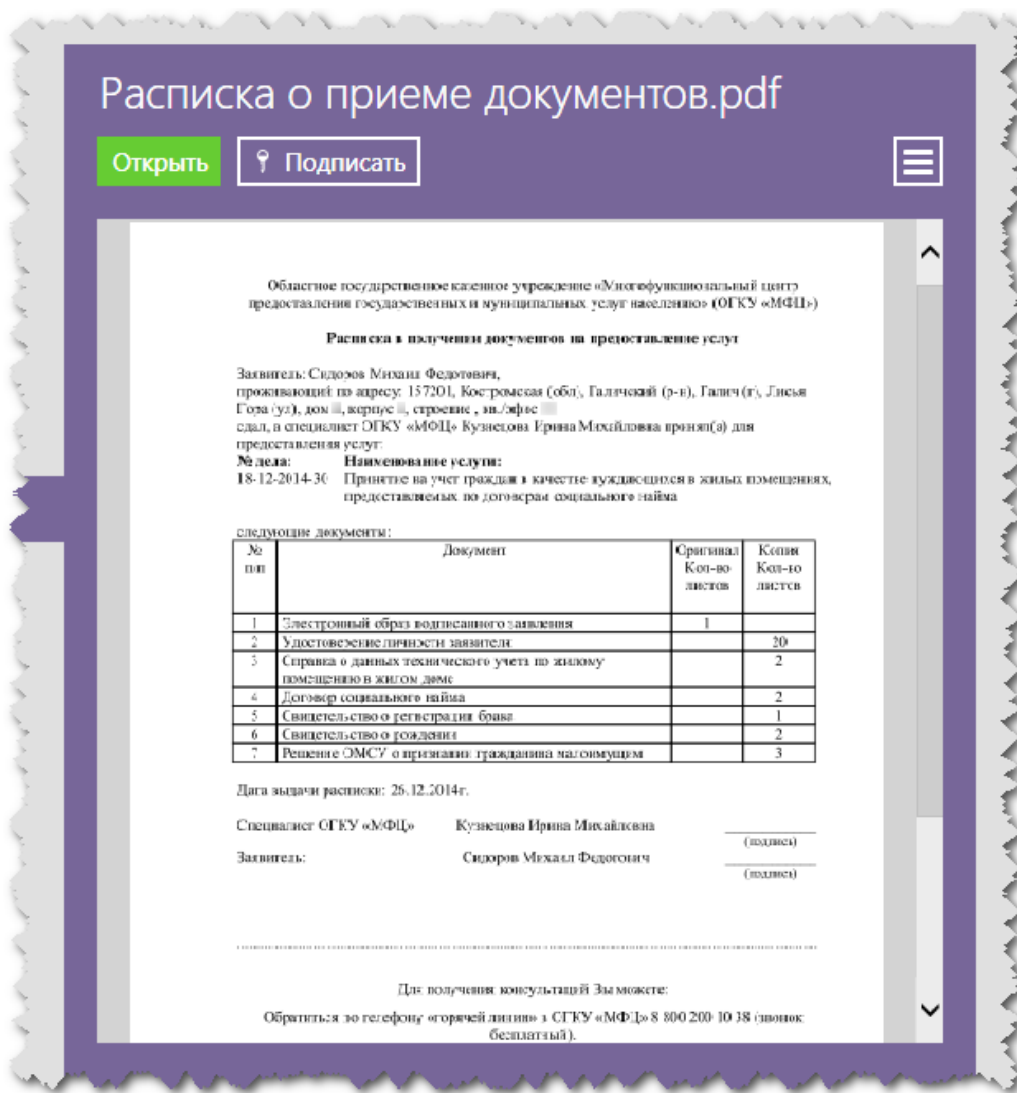 Расписка о приеме документов.pdf
Открыть
Подписать
Областное государственное казенное учреждение «Многофункциональный центр
предоставления государственных и муниципальных услуг населению» (ОГКУ «МФЦ»)
Расписка в получении документов на предоставление услуг
Заявитель: Сидоров Михаил Федотович,
проживающий по адресу: 157201, Костромская (обл), Галичский (р-н), Галич (г), Лисья
Гора (ул), дом , корпус , строение , кв./офис
сдал, а специалист ОГКУ «МФЦ» Кузнецова Ирина Михайловна принял(а) для
предоставления услуг:
№ дела: Наименование услуги:
18-12-2014-30 Принятие на учет граждан в качестве нуждающихся в жилых помещениях,
предоставляемых по договорам социального найма
следующие документы:
№ Документ Оригинал Копия
п/п Кол-во Кол-во
листов листов
1 Электронный образ подписанного заявления 1
2 Удостоверение личности заявителя 20
3 Справка о данных технического учета по жилому 2
помещению в жилом доме
4 Договор социального найма 2
5 Свидетельство о регистрации брака 1
6 Свидетельство о рождении 2
7 Решение ОМСУ о признании гражданина малоимущим 3
Дата выдачи расписки: 26.12.2014г.
Специалист ОГКУ «МФЦ» Кузнецова Ирина Михайловна
(подпись)
Заявитель: Сидоров Михаил Федотович
(подпись)
Для получения консультаций Вы можете:
Обратиться по телефону «горячей линии» в ОГКУ «МФЦ» 8 800 200 10 38 (звонок
бесплатный).